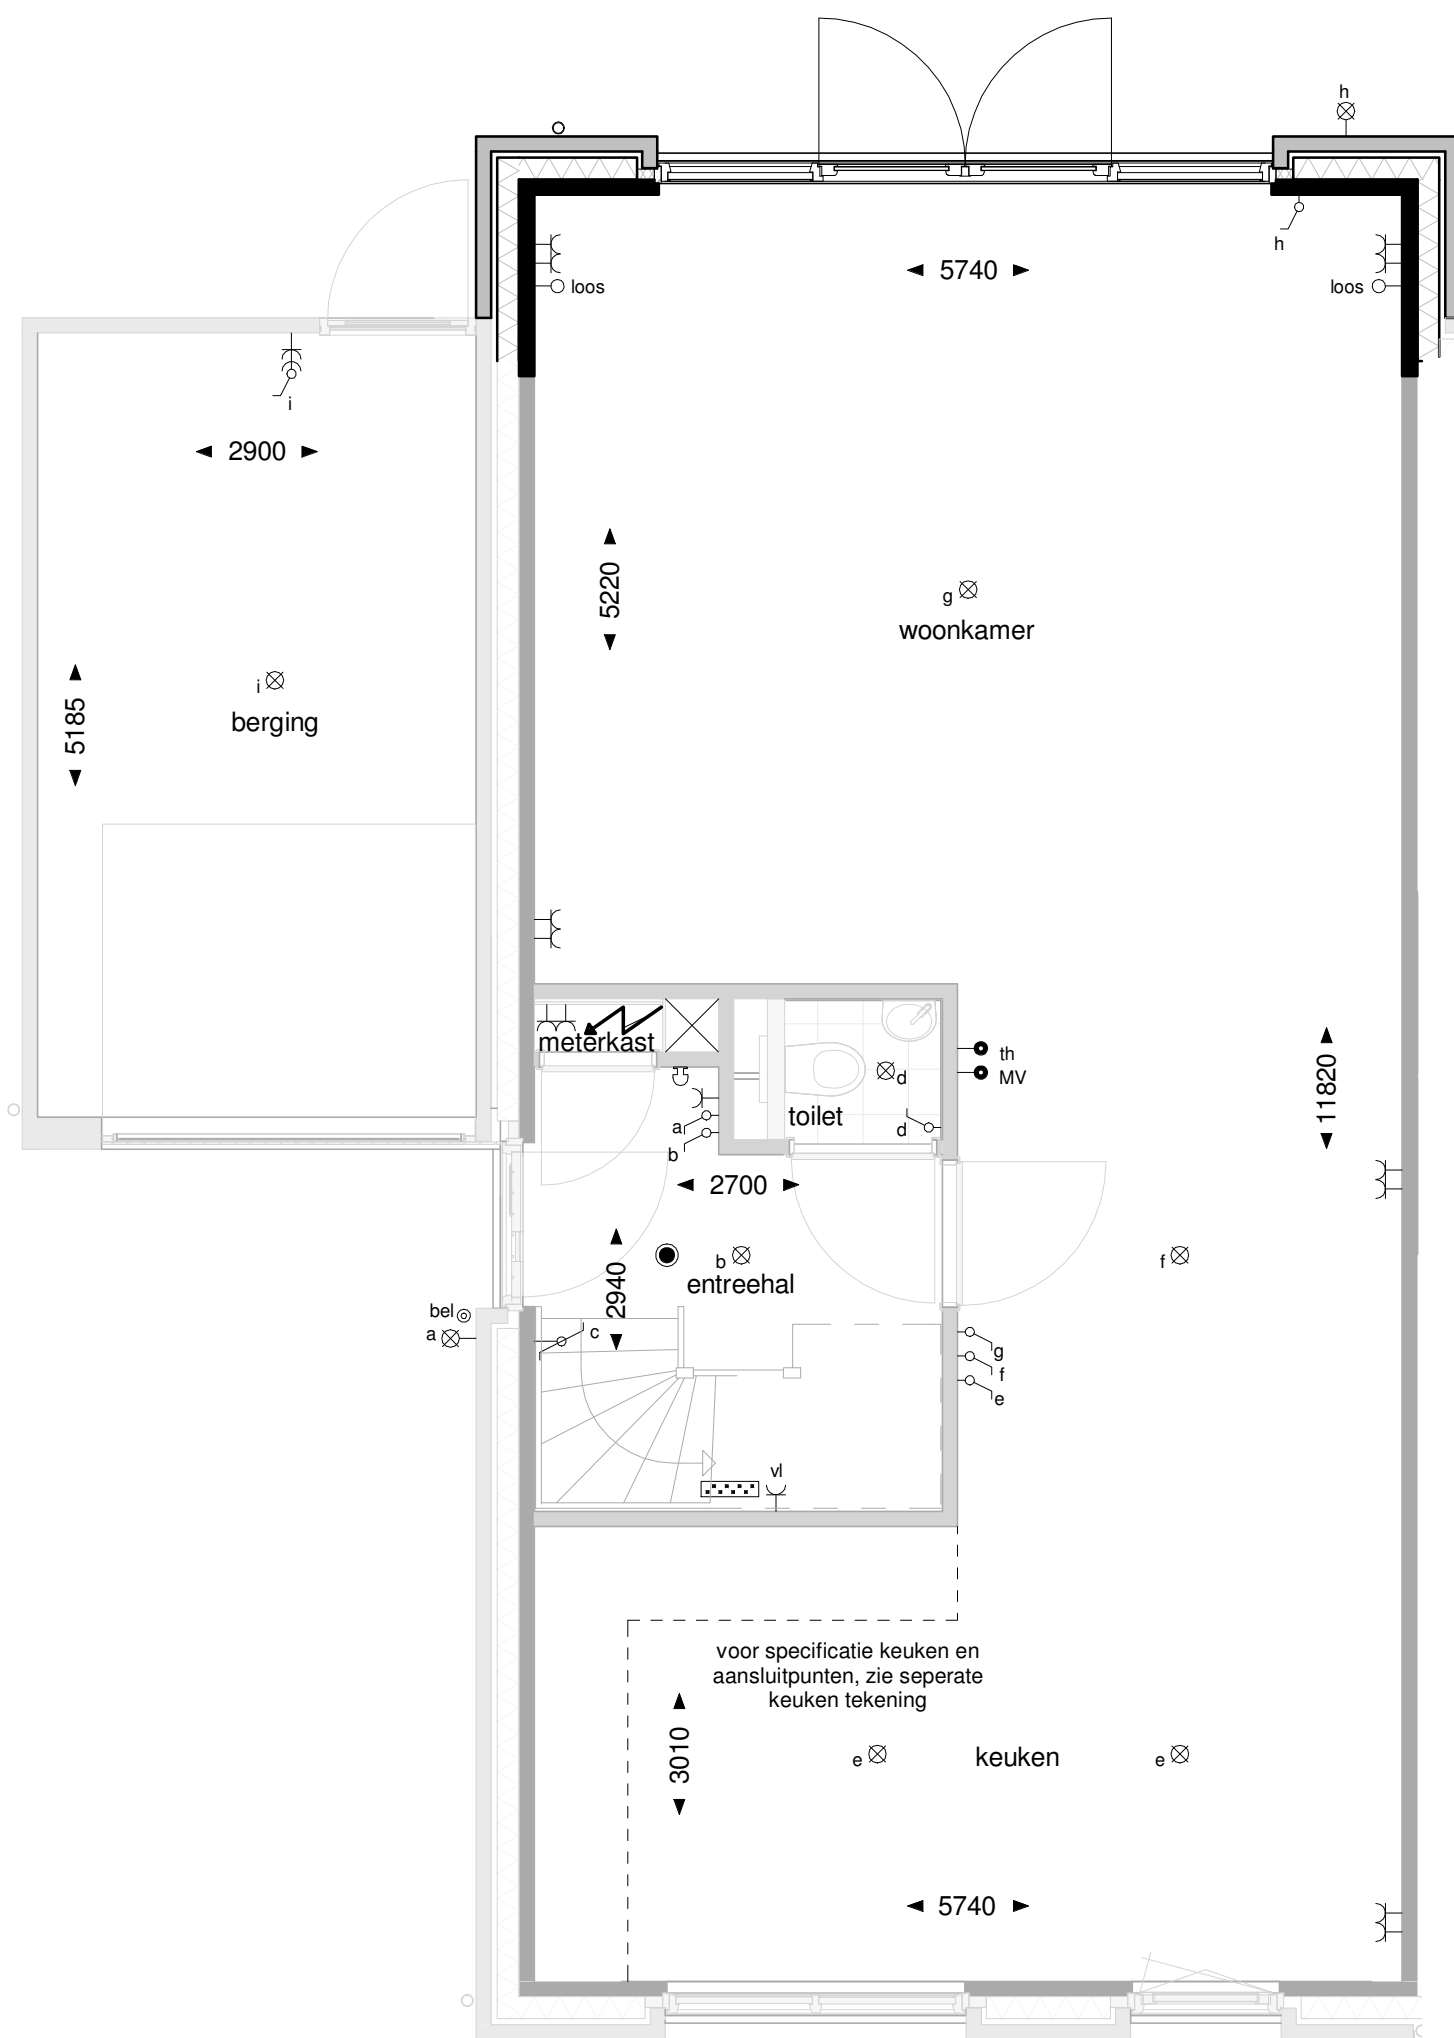 h
h
5740
loos
loos
i
2900
5220
g
woonkamer
i
berging
5185
meterkast
th
MV
d
toilet
a
d
b
11820
2700
b
f
entreehal
2940
bel
a
c
g
f
e
vl
voor specificatie keuken en
aansluitpunten, zie seperate
keuken tekening
3010
e
keuken
e
5740